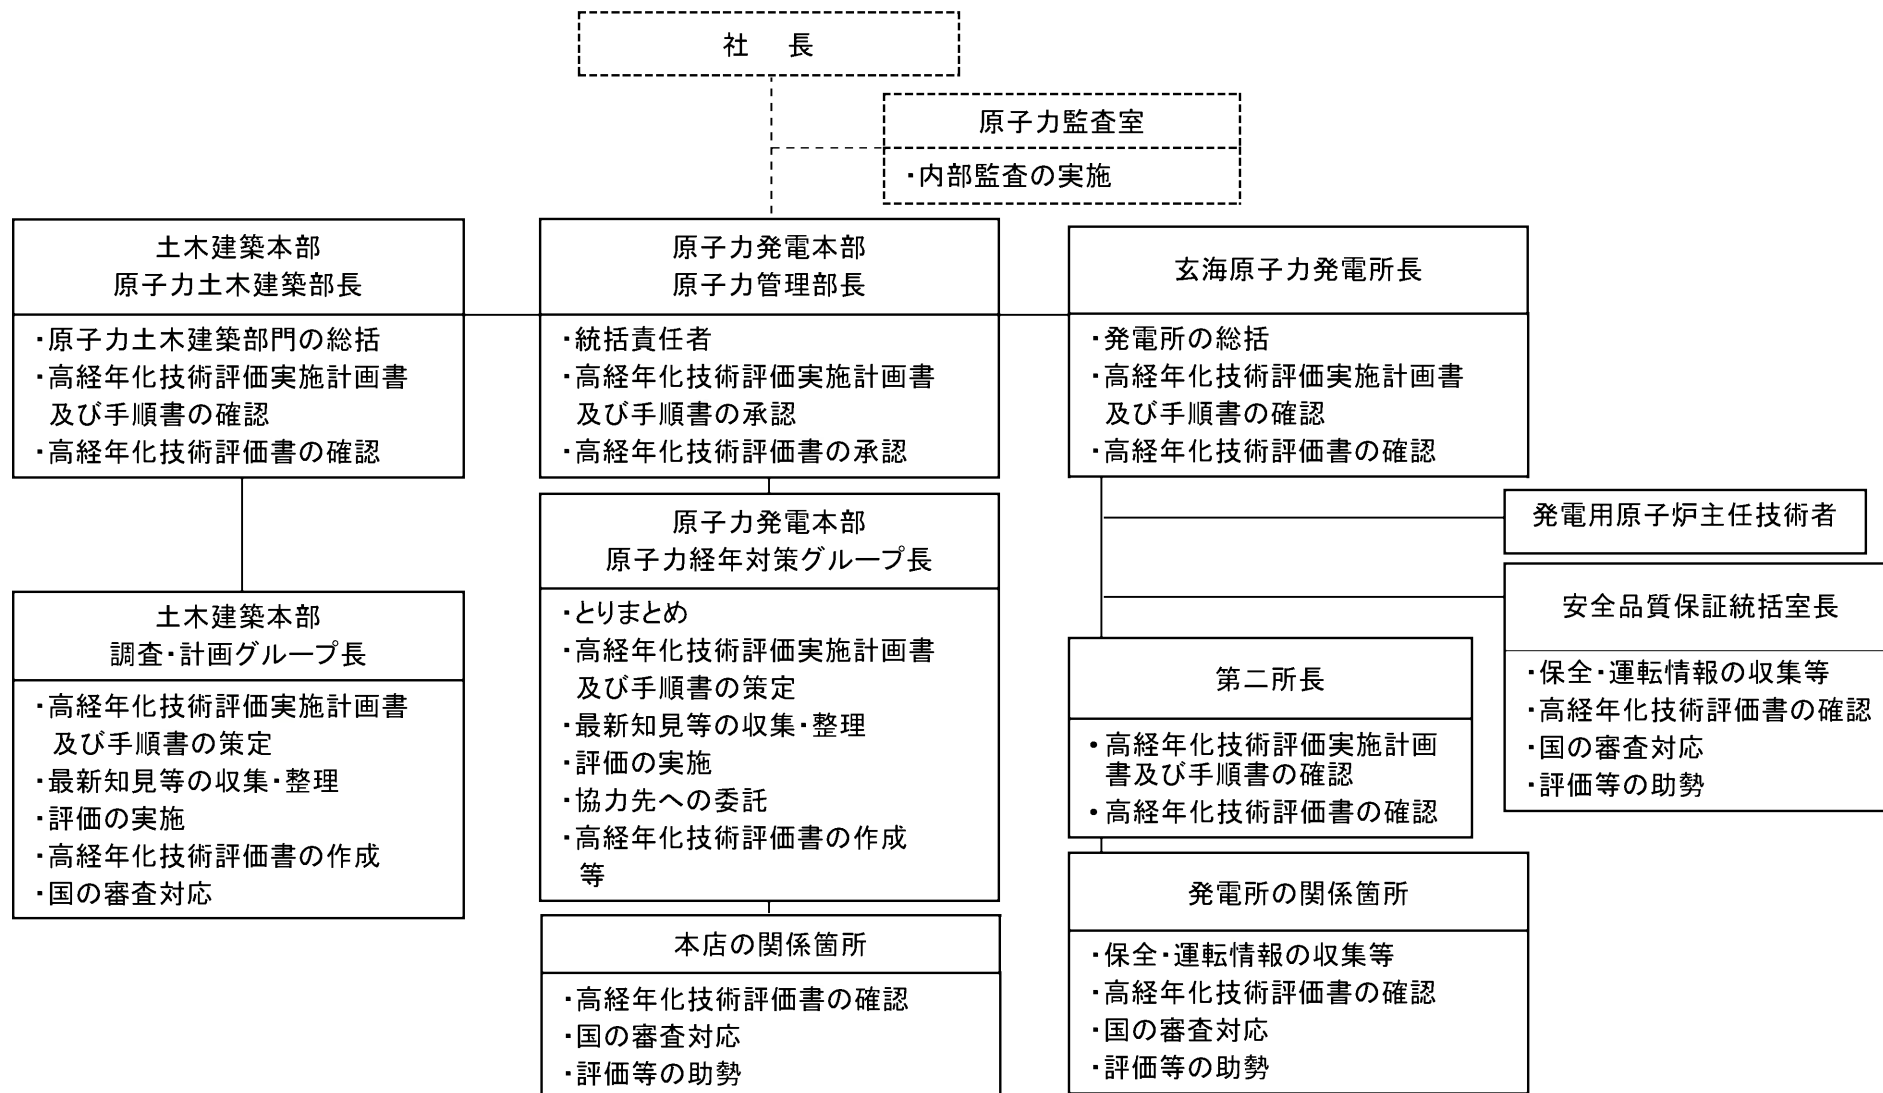 社　長
原子力監査室
・内部監査の実施
土木建築本部
原子力土木建築部長
・原子力土木建築部門の総括
・高経年化技術評価実施計画書
及び手順書の確認
・高経年化技術評価書の確認
原子力発電本部
原子力管理部長
・統括責任者
・高経年化技術評価実施計画書
及び手順書の承認
・高経年化技術評価書の承認
玄海原子力発電所長
・発電所の総括
・高経年化技術評価実施計画書
及び手順書の確認
・高経年化技術評価書の確認
土木建築本部
調査・計画グループ長
・高経年化技術評価実施計画書
及び手順書の策定
・最新知見等の収集・整理
・評価の実施
・高経年化技術評価書の作成
・国の審査対応
原子力発電本部
原子力経年対策グループ長
・とりまとめ
・高経年化技術評価実施計画書
及び手順書の策定
・最新知見等の収集・整理
・評価の実施
・協力先への委託
・高経年化技術評価書の作成
等
本店の関係箇所
・高経年化技術評価書の確認
・国の審査対応
・評価等の助勢
発電用原子炉主任技術者
安全品質保証統括室長
・保全・運転情報の収集等
・高経年化技術評価書の確認
・国の審査対応
・評価等の助勢
第二所長
・高経年化技術評価実施計画
書及び手順書の確認
・高経年化技術評価書の確認
発電所の関係箇所
・保全・運転情報の収集等
・高経年化技術評価書の確認
・国の審査対応
・評価等の助勢